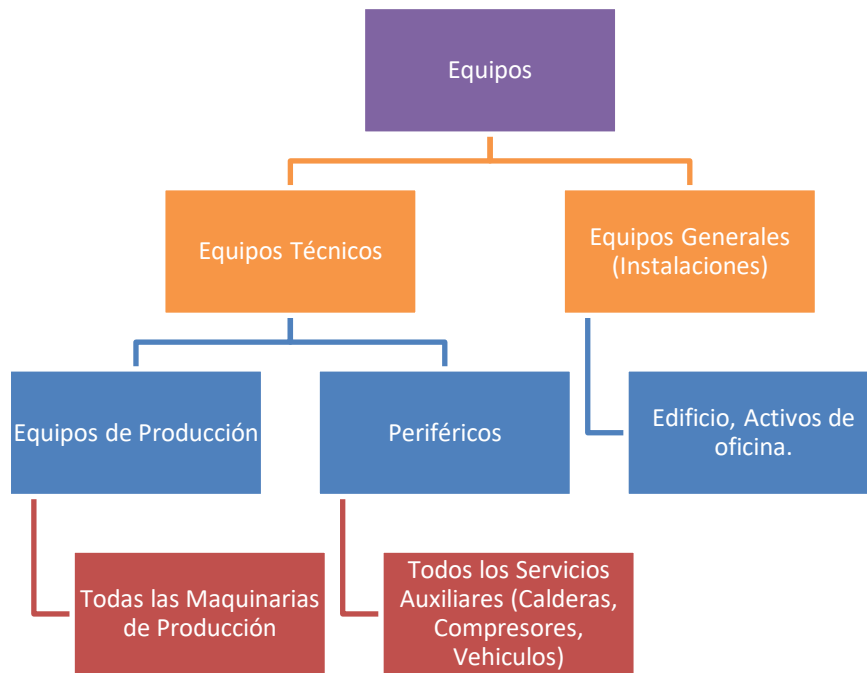 Equipos
Equipos Técnicos
Equipos Generales
(Instalaciones)
Equipos de Producción
Periféricos
Edificio, Activos de
oficina.
Todas las Maquinarias
de Producción
Todos los Servicios
Auxiliares (Calderas,
Compresores,
Vehiculos)